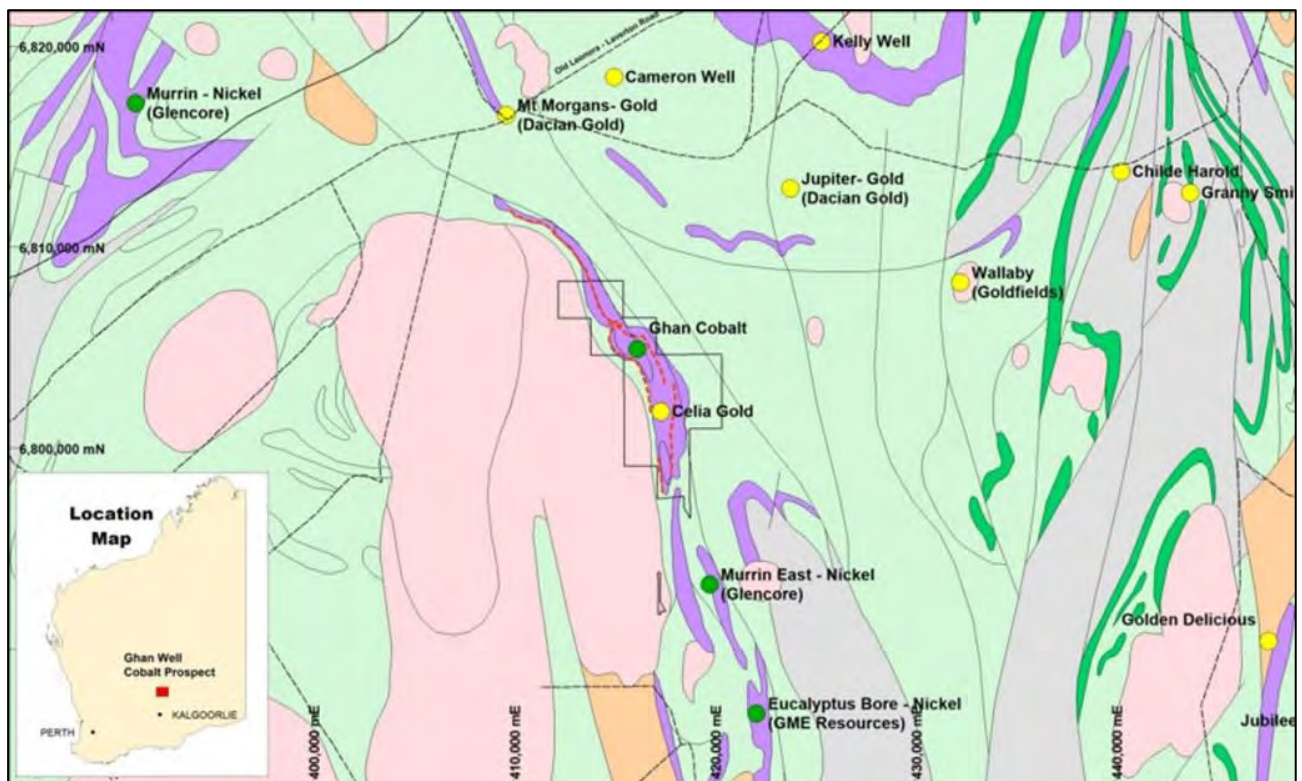 6,820,000 mN
Old Leonora - Laverton Road
Kelly Well
Cameron Well
Murrin - Nickel
(Glencore)
Mt Morgans- Gold
(Dacian Gold)
Childe Harold
Granny Smi
Jupiter- Gold
(Dacian Gold)
6,810,000 mN
Wallaby
(Goldfields)
Ghan Cobalt
Celia Gold
6,800,000 mN
Location
Map
Ghan Well
Cobalt Prospect
KALGOORLIE
PERTH
Murrin East - Nickel
(Glencore)
Golden Delicious
Eucalyptus Bore - Nickel
(GME Resources)
Jubilee
400,000 mE
410,000 mE
420,000 mE
430,000 mE
440,000 mE